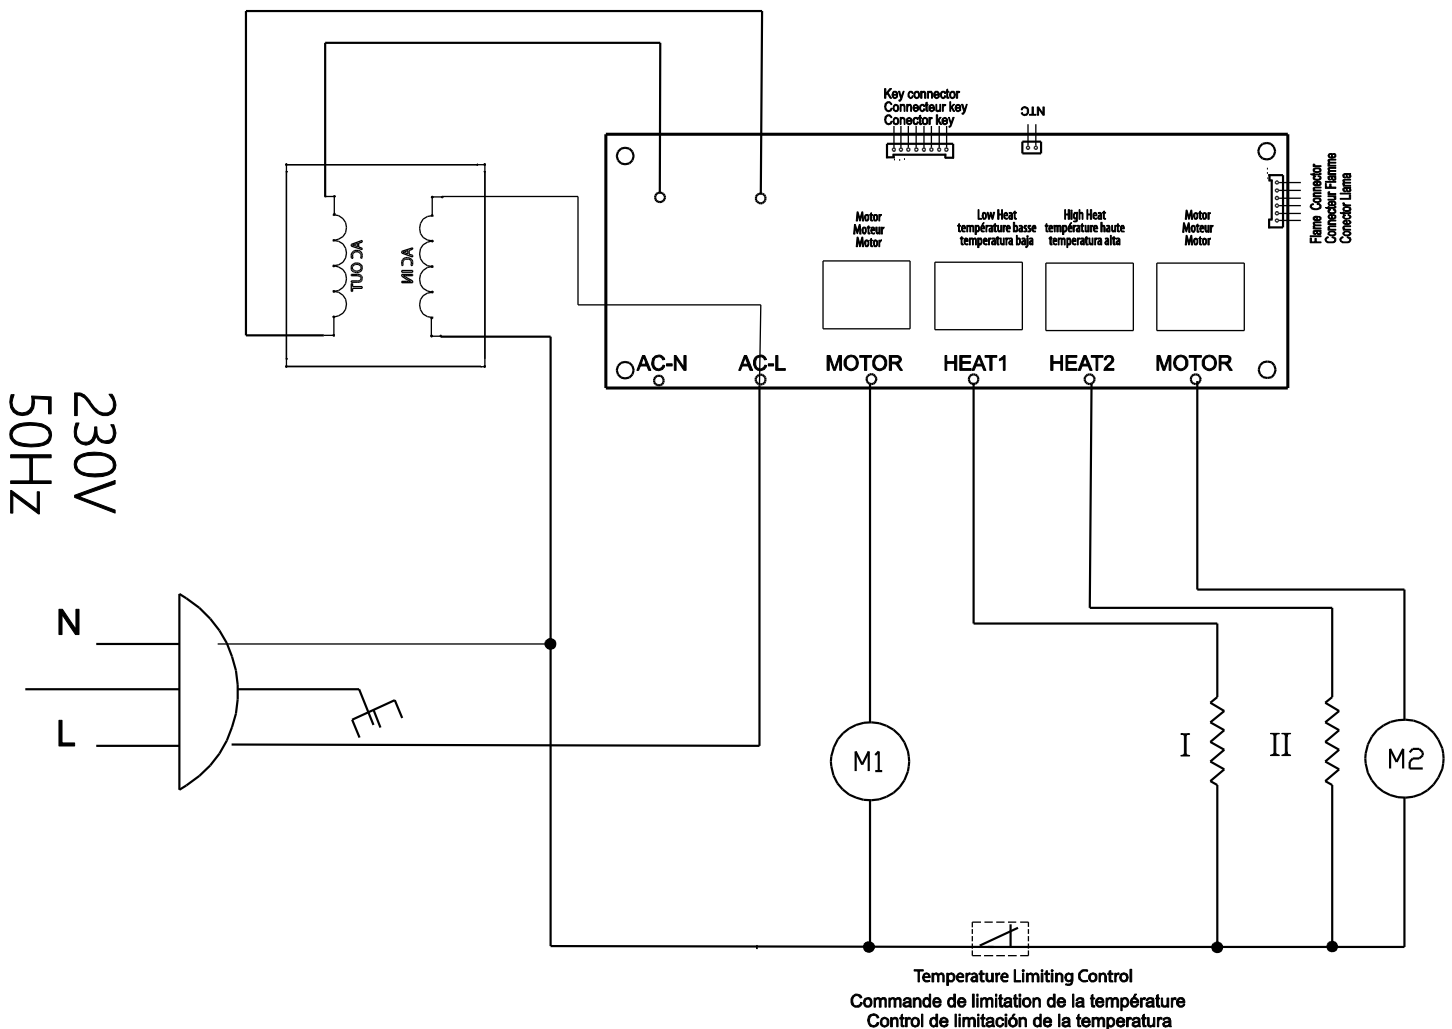 Key connector
Connecteur key
Conector key
NTC
Flame Connector
Connecteur Flamme
Conector Llama
Motor
Moteur
Motor
Low Heat
température basse
temperatura baja
High Heat
température haute
temperatura alta
Motor
Moteur
Motor
AC OUT
AC IN
AC-N
AC-L
MOTOR
HEAT1
HEAT2
MOTOR
230V
50Hz
N
L
M1
I
II
M2
Temperature Limiting Control
Commande de limitation de la température
Control de limitación de la temperatura